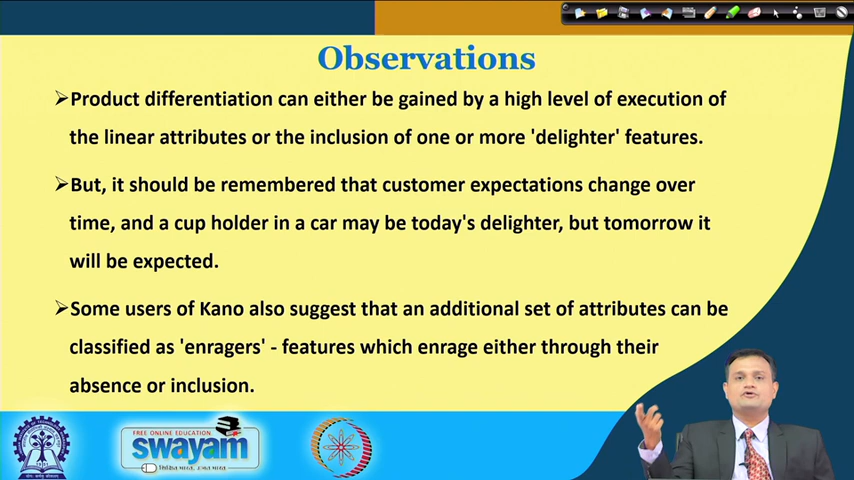 Observations
➢Product differentiation can either be gained by a high level of execution of
the linear attributes or the inclusion of one or more 'delighter' features.
➢But, it should be remembered that customer expectations change over
time, and a cup holder in a car may be today's delighter, but tomorrow it
will be expected.
➢Some users of Kano also suggest that an additional set of attributes can be
classified as 'enragers' - features which enrage either through their
absence or inclusion.
FREE ONLINE EDUCATION
swayam
शिक्षित भारत, उन्नत भारत